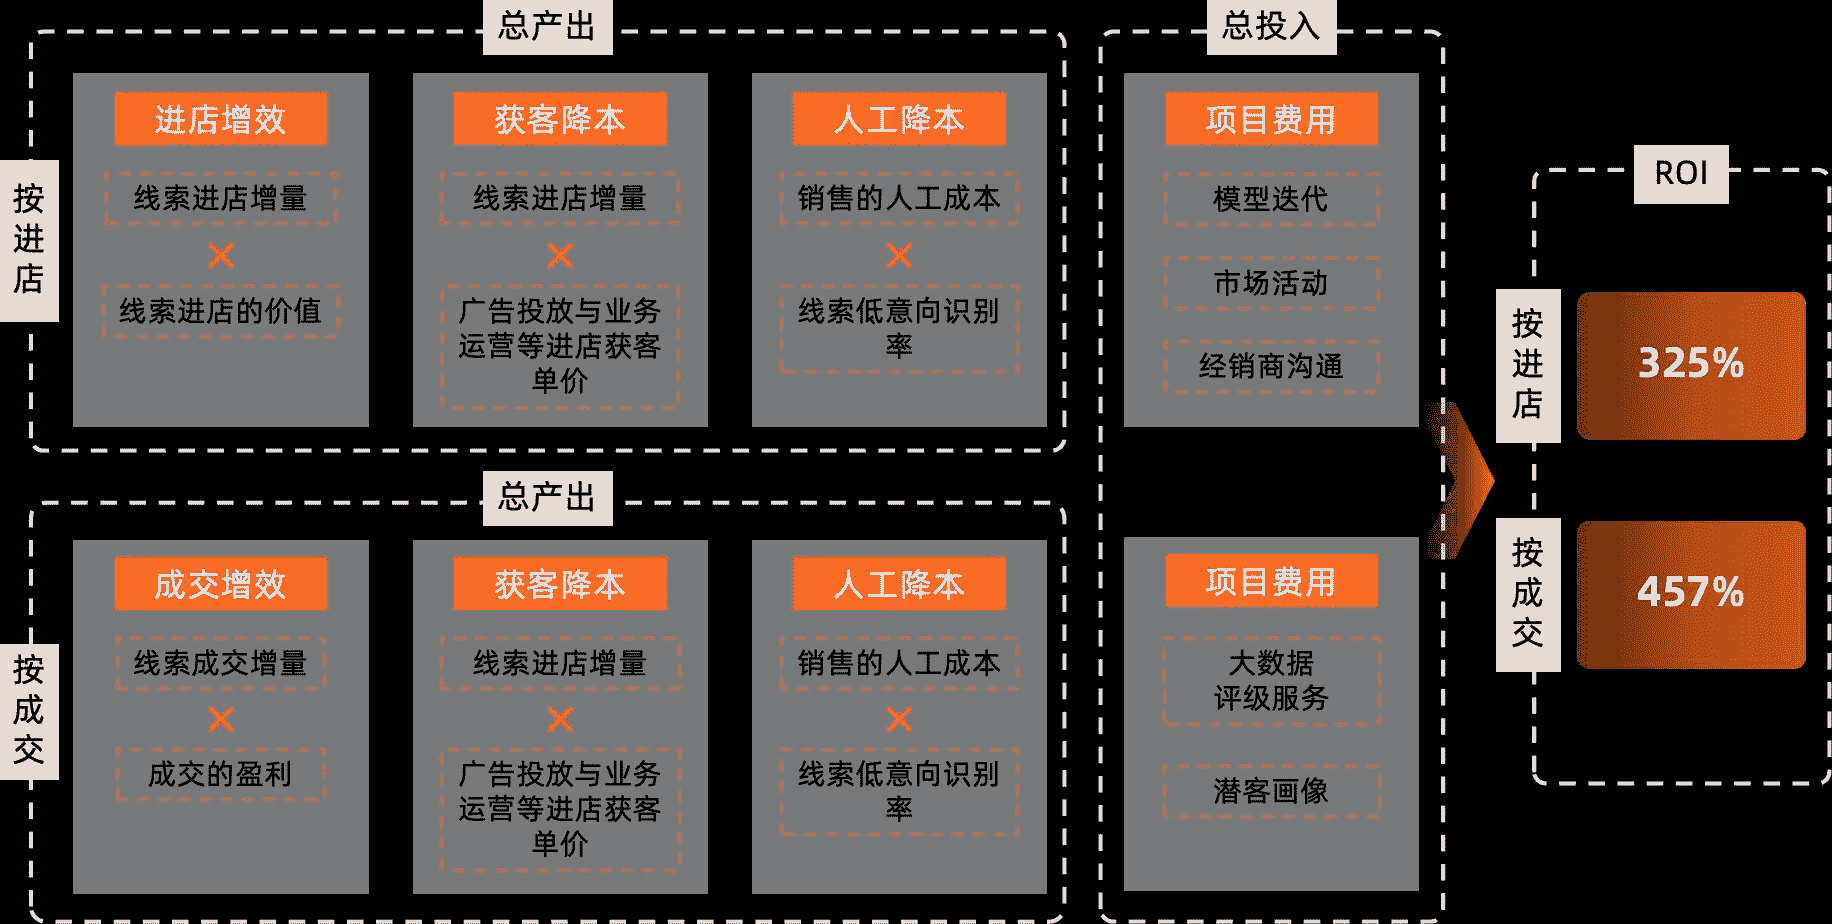 总产出
按进店
进店增效
线索进店增量
×
线索进店的价值
获客降本
线索进店增量
×
广告投放与业务
运营等进店获客
单价
人工降本
销售的人工成本
×
线索低意向识别
率
总产出
按成交
成交增效
线索成交增量
×
成交的盈利
获客降本
线索进店增量
×
广告投放与业务
运营等进店获客
单价
人工降本
销售的人工成本
×
线索低意向识别
率
总投入
项目费用
模型迭代
市场活动
经销商沟通
项目费用
大数据
评级服务
潜客画像
ROI
按进店
325%
按成交
457%